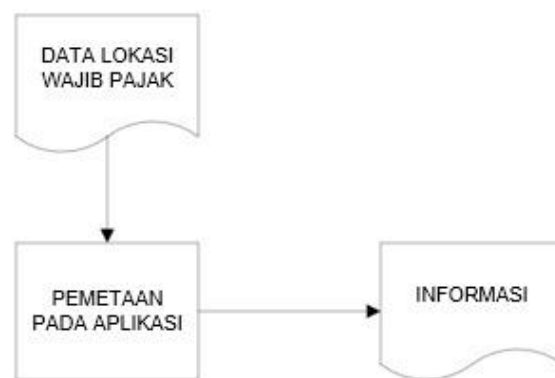 DATA LOKASI
WAJIB PAJAK
PEMETAAN
PADA APLIKASI
INFORMASI